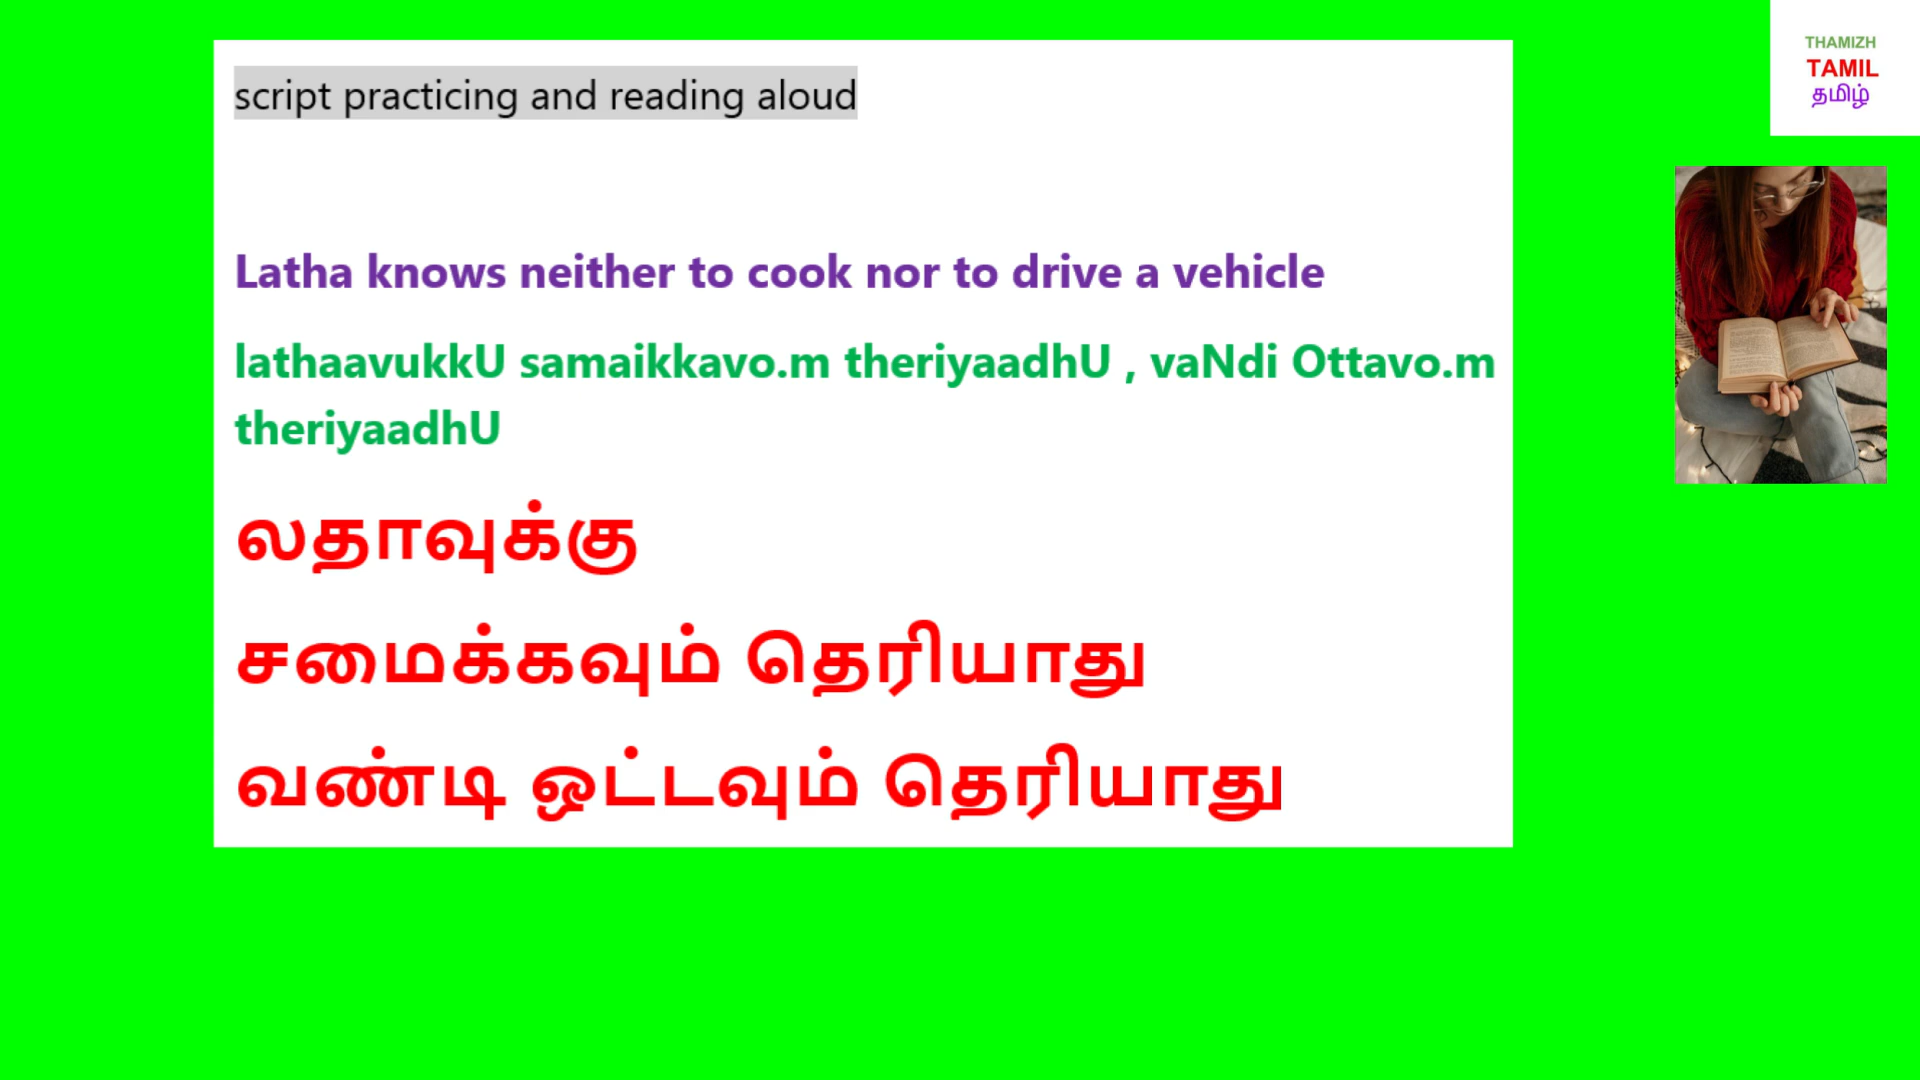 script practicing and reading aloud
Latha knows neither to cook nor to drive a vehicle
lathaavukkU samaikkavo.m theriyaadhU , vaNdi Ottavo.m
theriyaadhU
லதாவுக்கு
சமைக்கவும் தெரியாது
வண்டி ஒட்டவும் தெரியாது
THAMIZH
TAMIL
தமிழ்